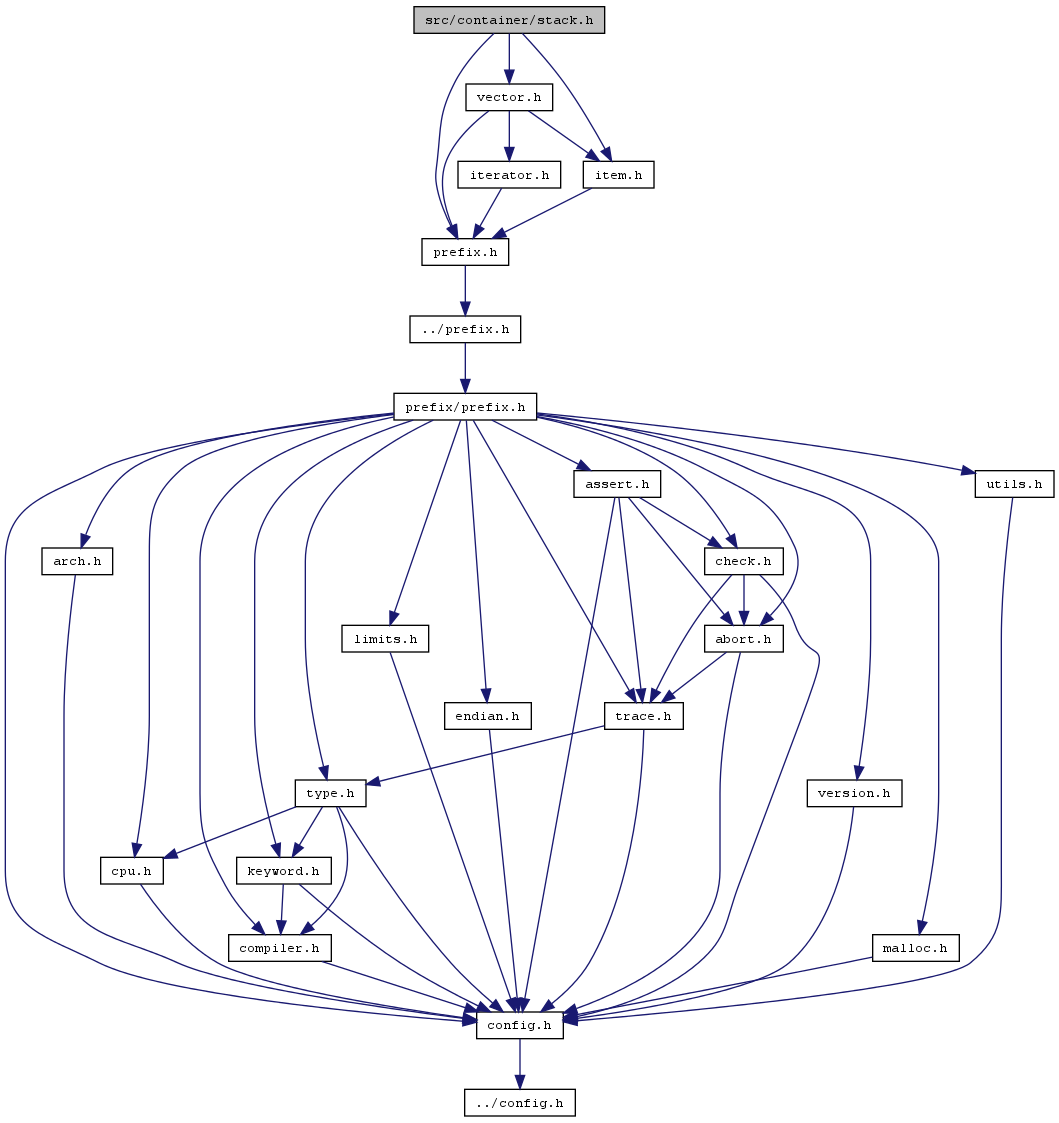 src/container/stack.h
vector.h
iterator.h
item.h
prefix.h
../prefix.h
prefix/prefix.h
assert.h
utils.h
arch.h
check.h
limits.h
abort.h
endian.h
trace.h
type.h
version.h
cpu.h
keyword.h
compiler.h
malloc.h
config.h
../config.h